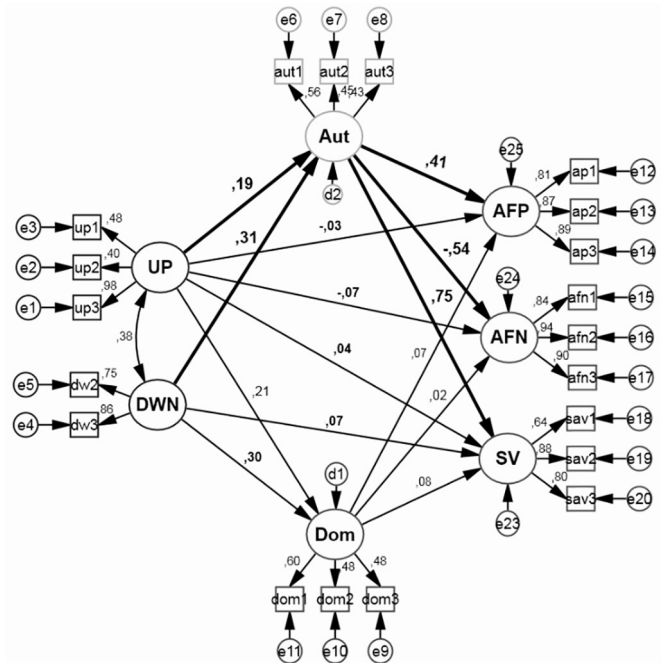 e6 e7 e8
aut1 aut2 aut3
,56 ,45 ,43
Aut
d2
,19
,31
,41
-,54
,75
e25
AFP
,81 ap1 e12
,87 ap2 e13
,89 ap3 e14
e3 up1 ,48
e2 up2 ,40
e1 up3 ,98
UP
-,03
-,07
,04
,21
,38
e24
AFN
,84 afn1 e15
,94 afn2 e16
,90 afn3 e17
,07
,02
,08
e5 dw2 ,75
e4 dw3 ,86
DWN
,07
,30
SV
,64 sav1 e18
,88 sav2 e19
,80 sav3 e20
e23
d1
Dom
,60 ,48 ,48
dom1 dom2 dom3
e11 e10 e9